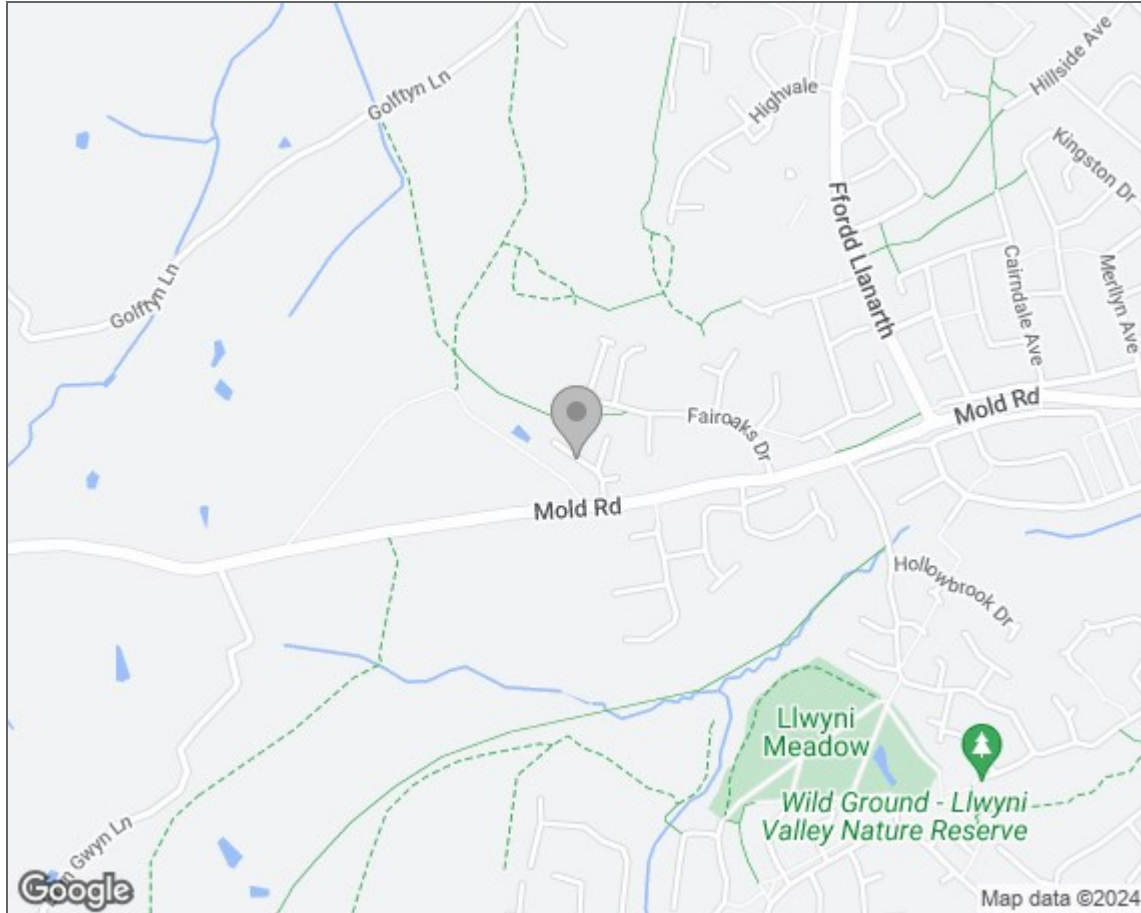 Golftyn Ln
Highvale
Hillside Ave
Kingston Dr
Ffordd Llanarth
Golftyn Ln
Cairndale Ave
Merllyn Ave
Fairoaks Dr
Mold Rd
Mold Rd
Hollowbrook Dr
Llwyni
Meadow
Wild Ground - Llwyni
Valley Nature Reserve
Gwyn Ln
Google
Map data ©2024